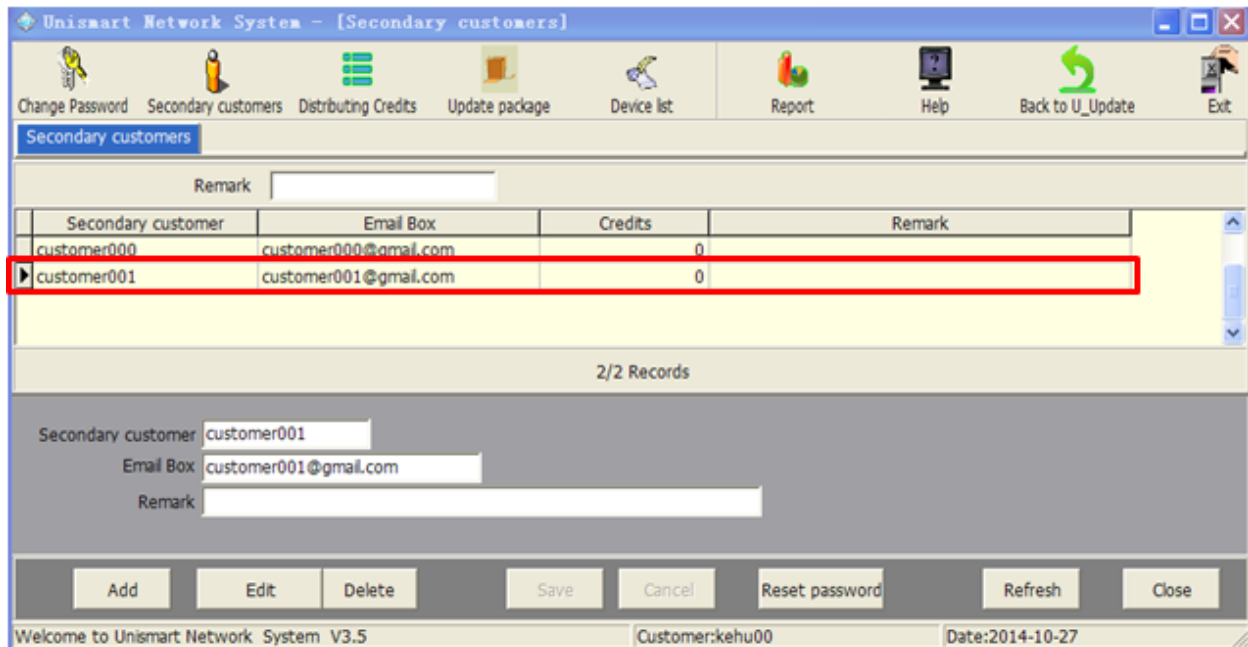 Unismart Network System - [Secondary customers]
Change Password Secondary customers Distributing Credits Update package Device list Report Help Back to U_Update Exit
Secondary customers
Remark
Secondary customer Email Box Credits Remark
customer000 customer000@gmail.com 0
customer001 customer001@gmail.com 0
2/2 Records
Secondary customer customer001
Email Box customer001@gmail.com
Remark
Add Edit Delete Save Cancel Reset password Refresh Close
Welcome to Unismart Network System V3.5 Customer:kehu00 Date:2014-10-27